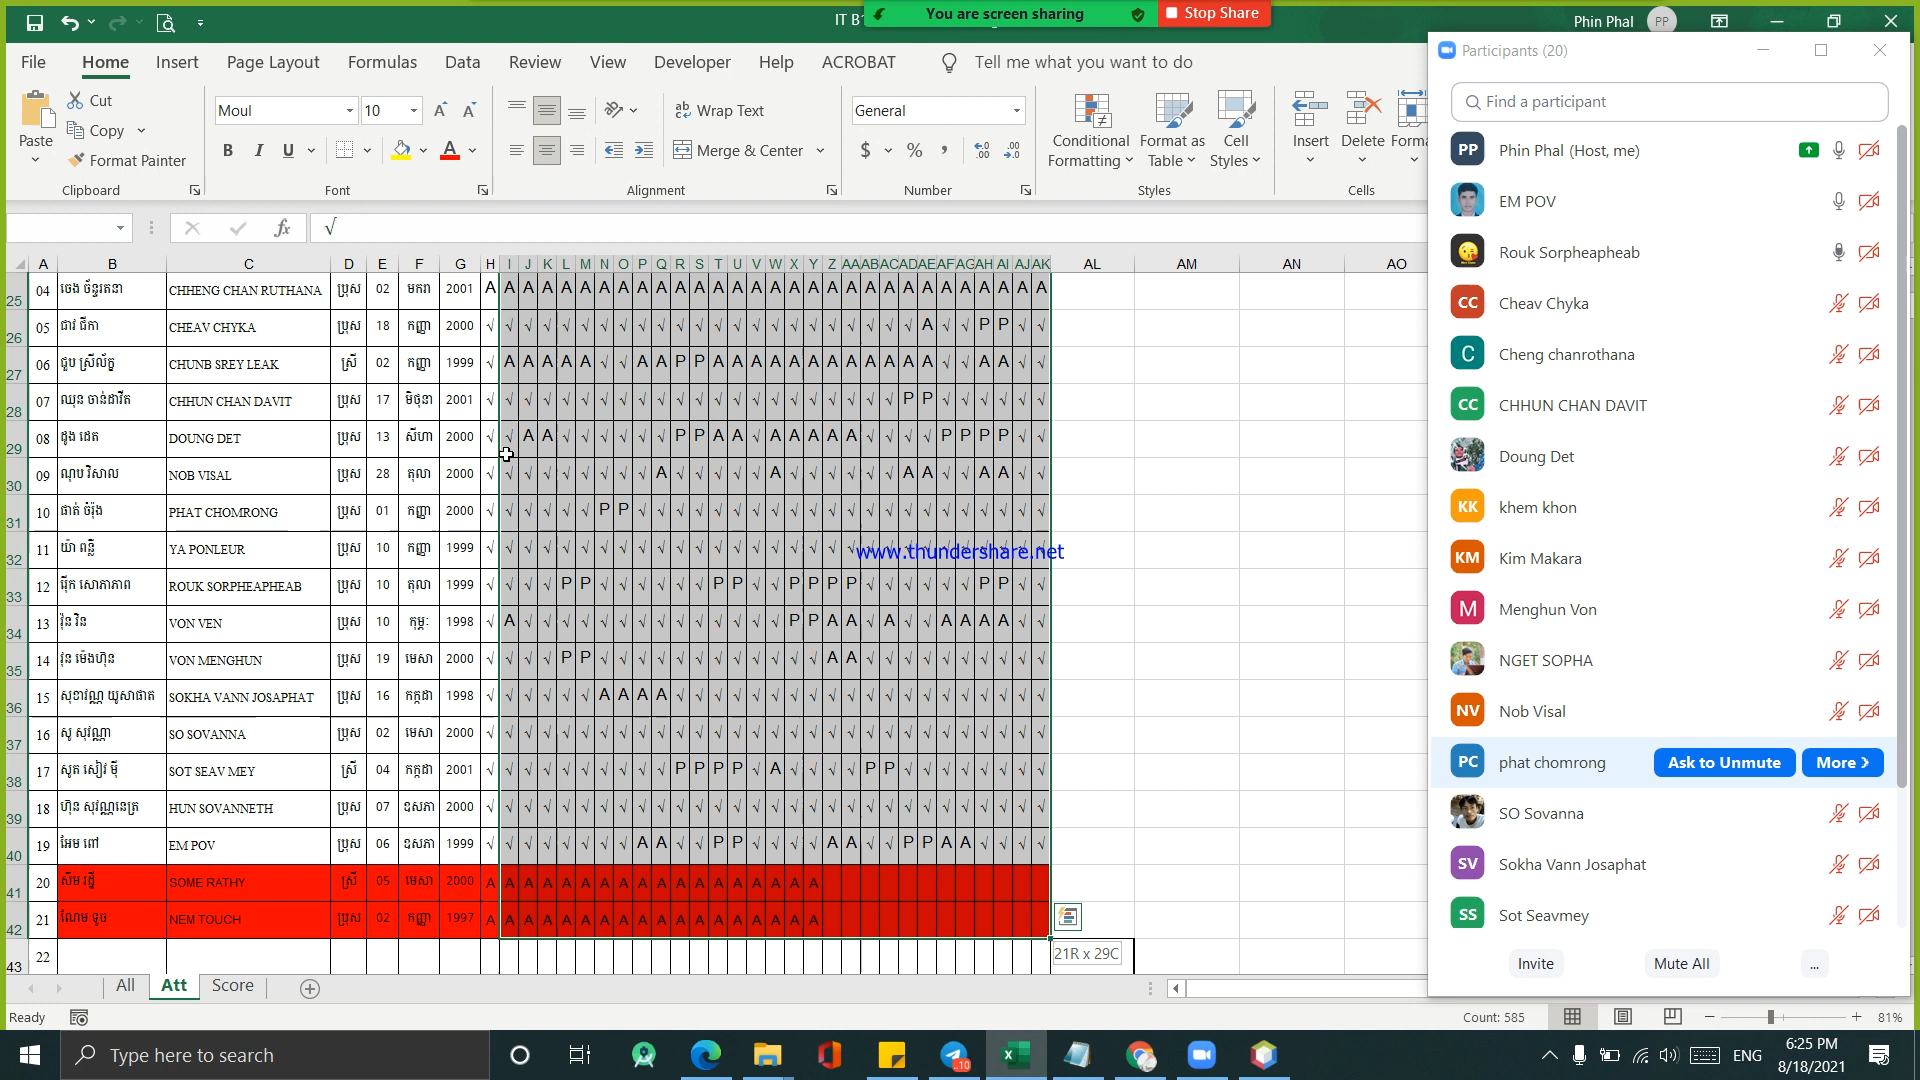 IT B1
You are screen sharing
Stop Share
Phin Phal
PP
File Home Insert Page Layout Formulas Data Review View Developer Help ACROBAT Tell me what you want to do
Paste
Cut
Copy
Format Painter
Clipboard
Moul 10
B I U
Font
Wrap Text
Merge & Center
Alignment
General
$ % ,
Number
Conditional Formatting
Format as Table
Cell Styles
Styles
Insert
Delete
Cells
fx √
A B C D E F G H I J K L M N O P Q R S T U V W X Y Z AA AB AC AD AE AF AG AH AI AJ AK AL AM AN AO
25 04 ចេង ច័ន្ទរតនា CHHENG CHAN RUTHANA ប្រុស 02 មករា 2001 A A A A A A A A A A A A A A A A A A A A A A A A A A A A A A
26 05 ជាវ ជីកា CHEAV CHYKA ប្រុស 18 កញ្ញា 2000 √ √ √ √ √ √ √ √ √ √ √ √ √ √ √ √ √ √ √ √ √ √ √ A √ √ P P √ √
27 06 ជួប ស្រីល័ក្ខ CHUNB SREY LEAK ស្រី 02 កញ្ញា 1999 √ A A A A A √ √ A A P P A A A A A A A A A A A A √ A A A √ √
28 07 ឈុន ចាន់ដាវីត CHHUN CHAN DAVIT ប្រុស 17 មិថុនា 2001 √ √ √ √ √ √ √ √ √ √ √ √ √ √ √ √ √ √ √ √ √ √ P P √ √ √ √ √ √
29 08 ដួង ដេត DOUNG DET ប្រុស 13 សីហា 2000 √ √ A A √ √ √ √ √ √ P P A A √ A A A A A √ √ √ √ P P P P √ √
30 09 ណុប វិសាល NOB VISAL ប្រុស 28 តុលា 2000 √ √ √ √ √ √ √ √ √ A √ √ √ √ √ A √ √ √ √ √ √ A A √ √ A A √ √
31 10 ផាត់ ចំរ៉ុង PHAT CHOMRONG ប្រុស 01 កញ្ញា 2000 √ √ √ √ √ √ P P √ √ √ √ √ √ √ √ √ √ √ √ √ √ √ √ √ √ √ √ √ √
32 11 យ៉ា ពន្លឺ YA PONLEUR ប្រុស 10 កញ្ញា 1999 √ √ √ √ √ √ √ √ √ √ √ √ √ √ √ √ √ √ √ √ √ √ √ √ √ √ √ √ √ √
www.thundershare.net
33 12 រ៉ើក សោភាភាព ROUK SORPHEAPHEAB ប្រុស 10 តុលា 1999 √ √ √ √ P P √ √ √ √ √ √ P P √ √ P P P P √ √ √ √ √ √ P P √ √
34 13 វ៉ុន វិន VON VEN ប្រុស 10 កុម្ភៈ 1998 √ A √ √ √ √ √ √ √ √ √ √ √ √ √ √ P P A A √ A √ √ A A A A √ √
35 14 វុន ម៉េងហ៊ុន VON MENGHUN ប្រុស 19 មេសា 2000 √ √ √ √ P P √ √ √ √ √ √ √ √ √ √ √ √ A A √ √ √ √ √ √ √ √ √ √
36 15 សុខាវណ្ណ យូសាផាត SOKHA VANN JOSAPHAT ប្រុស 16 កក្កដា 1998 √ √ √ √ √ √ A A A A √ √ √ √ √ √ √ √ √ √ √ √ √ √ √ √ √ √ √ √
37 16 សូ សុវណ្ណា SO SOVANNA ប្រុស 02 មេសា 2000 √ √ √ √ √ √ √ √ √ √ √ √ √ √ √ √ √ √ √ √ √ √ √ √ √ √ √ √ √ √
38 17 សុត សៀវ ម៉ី SOT SEAV MEY ស្រី 04 កក្កដា 2001 √ √ √ √ √ √ √ √ √ √ P P P P √ A √ √ √ √ P P √ √ √ √ √ √ √ √
39 18 ហ៊ុន សុវណ្ណនេត្រ HUN SOVANNETH ប្រុស 07 ឧសភា 2000 √ √ √ √ √ √ √ √ √ √ √ √ √ √ √ √ √ √ √ √ √ √ √ √ √ √ √ √ √ √
40 19 អែម ពៅ EM POV ប្រុស 06 ឧសភា 1999 √ √ √ √ √ √ √ √ A A √ √ P P √ √ √ √ A A √ √ P P A A √ √ √ √
41 20 ស៊ីម រដ្ឋី SOME RATHY ស្រី 05 មេសា 2000 A A A A A A A A A A A A A A A A A A
42 21 ណែម ទូច NEM TOUCH ប្រុស 02 កញ្ញា 1997 A A A A A A A A A A A A A A A A A A
43 22
21R x 29C
All Att Score
Ready
Count: 585
81%
Participants (20)
Find a participant
PP Phin Phal (Host, me)
EM POV
Rouk Sorpheapheab
CC Cheav Chyka
C Cheng chanrothana
CC CHHUN CHAN DAVIT
Doung Det
KK khem khon
KM Kim Makara
M Menghun Von
NGET SOPHA
NV Nob Visal
PC phat chomrong Ask to Unmute More
SO Sovanna
SV Sokha Vann Josaphat
SS Sot Seavmey
Invite Mute All ...
Type here to search
..10
ENG
6:25 PM
8/18/2021